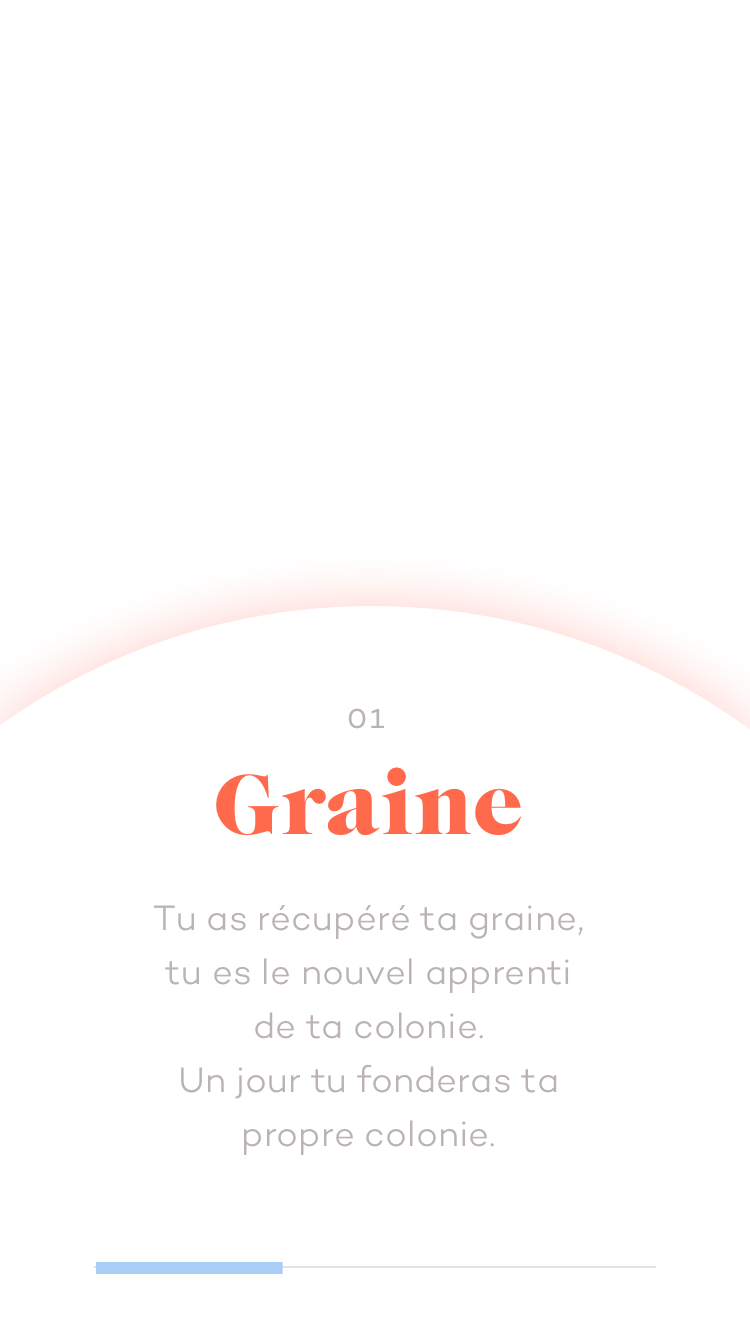 01
Graine
Tu as récupéré ta graine,
tu es le nouvel apprenti
de ta colonie.
Un jour tu fonderas ta
propre colonie.